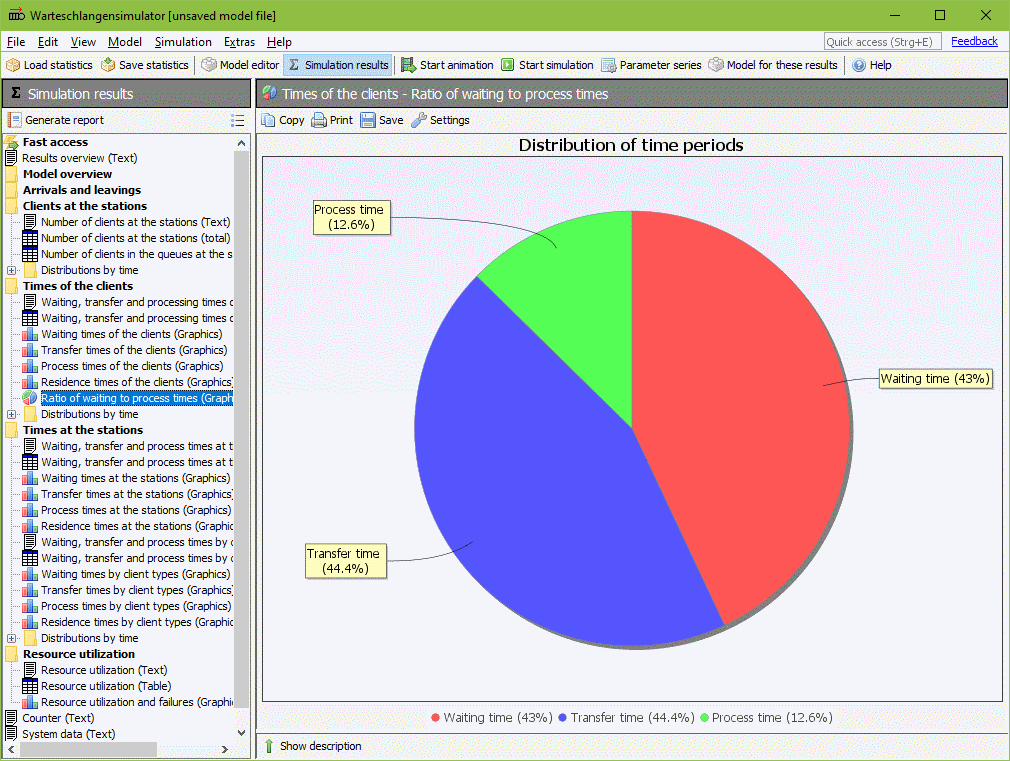 Warteschlangensimulator [unsaved model file]
File Edit View Model Simulation Extras Help
Quick access (Strg+E) Feedback
Load statistics Save statistics Model editor Σ Simulation results Start animation Start simulation Parameter series Model for these results Help
Σ Simulation results
Generate report
Fast access
Results overview (Text)
Model overview
Arrivals and leavings
Clients at the stations
Number of clients at the stations (Text)
Number of clients at the stations (total)
Number of clients in the queues at the s
Distributions by time
Times of the clients
Waiting, transfer and processing times
Waiting, transfer and processing times
Waiting times of the clients (Graphics)
Transfer times of the clients (Graphics)
Process times of the clients (Graphics)
Residence times of the clients (Graphics)
Ratio of waiting to process times (Graph
Distributions by time
Times at the stations
Waiting, transfer and process times at t
Waiting, transfer and process times at t
Waiting times at the stations (Graphics)
Transfer times at the stations (Graphics)
Process times at the stations (Graphics)
Residence times at the stations (Graphic
Waiting, transfer and process times by
Waiting, transfer and process times by
Waiting times by client types (Graphics)
Transfer times by client types (Graphics)
Process times by client types (Graphics)
Residence times by client types (Graphic
Distributions by time
Resource utilization
Resource utilization (Text)
Resource utilization (Table)
Resource utilization and failures (Graphi
Counter (Text)
System data (Text)
Times of the clients - Ratio of waiting to process times
Copy Print Save Settings
Distribution of time periods
Process time
(12.6%)
Waiting time (43%)
Transfer time
(44.4%)
Waiting time (43%) Transfer time (44.4%) Process time (12.6%)
Show description